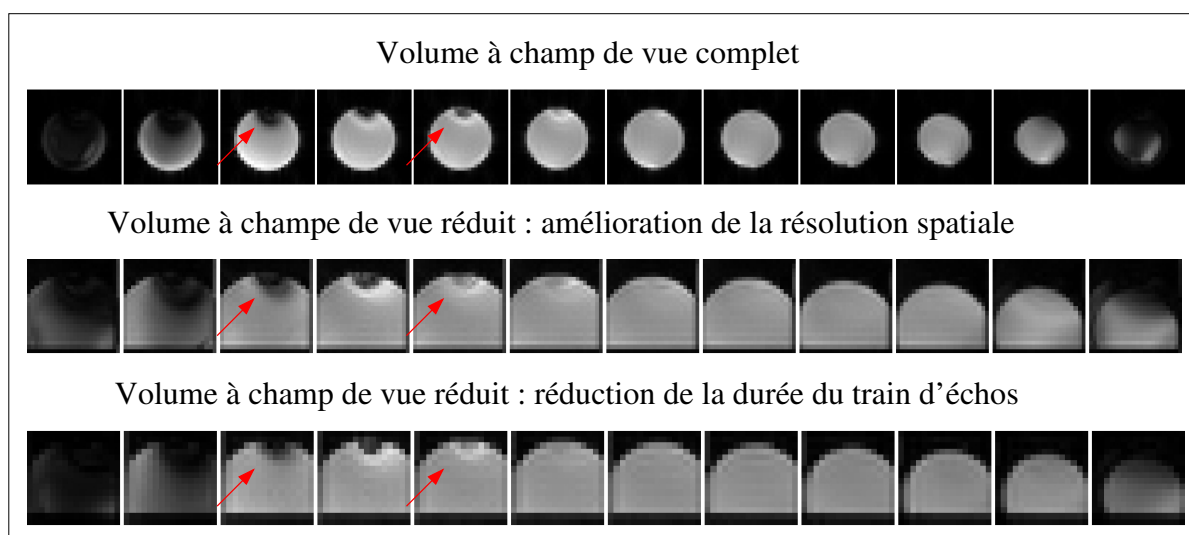 Volume à champ de vue complet
Volume à champe de vue réduit : amélioration de la résolution spatiale
Volume à champ de vue réduit : réduction de la durée du train d’échos